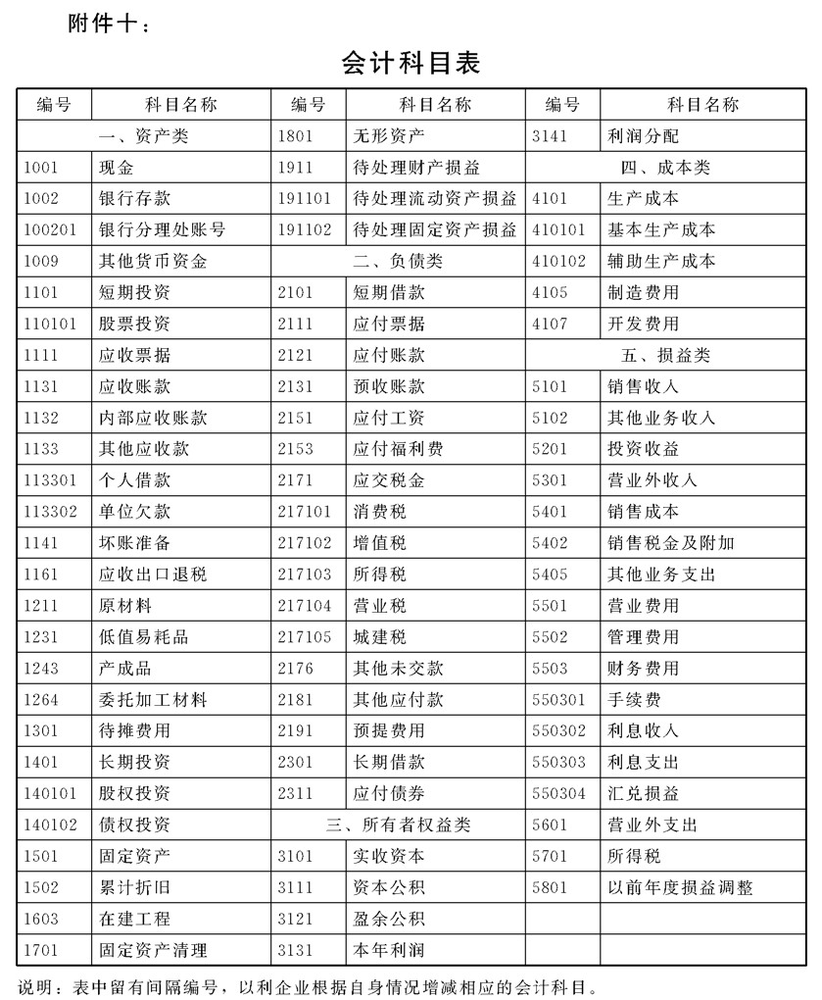 附件十：
会计科目表
编号 科目名称 编号 科目名称 编号 科目名称
一、资产类 1801 无形资产 3141 利润分配
1001 现金 1911 待处理财产损益 四、成本类
1002 银行存款 191101 待处理流动资产损益 4101 生产成本
100201 银行分理处账号 191102 待处理固定资产损益 410101 基本生产成本
1009 其他货币资金 二、负债类 410102 辅助生产成本
1101 短期投资 2101 短期借款 4105 制造费用
110101 股票投资 2111 应付票据 4107 开发费用
1111 应收票据 2121 应付账款 五、损益类
1131 应收账款 2131 预收账款 5101 销售收入
1132 内部应收账款 2151 应付工资 5102 其他业务收入
1133 其他应收款 2153 应付福利费 5201 投资收益
113301 个人借款 2171 应交税金 5301 营业外收入
113302 单位欠款 217101 消费税 5401 销售成本
1141 坏账准备 217102 增值税 5402 销售税金及附加
1161 应收出口退税 217103 所得税 5405 其他业务支出
1211 原材料 217104 营业税 5501 营业费用
1231 低值易耗品 217105 城建税 5502 管理费用
1243 产成品 2176 其他未交款 5503 财务费用
1264 委托加工材料 2181 其他应付款 550301 手续费
1301 待摊费用 2191 预提费用 550302 利息收入
1401 长期投资 2301 长期借款 550303 利息支出
140101 股权投资 2311 应付债券 550304 汇兑损益
140102 债权投资 三、所有者权益类 5601 营业外支出
1501 固定资产 3101 实收资本 5701 所得税
1502 累计折旧 3111 资本公积 5801 以前年度损益调整
1603 在建工程 3121 盈余公积
1701 固定资产清理 3131 本年利润
说明：表中留有间隔编号，以利企业根据自身情况增减相应的会计科目。